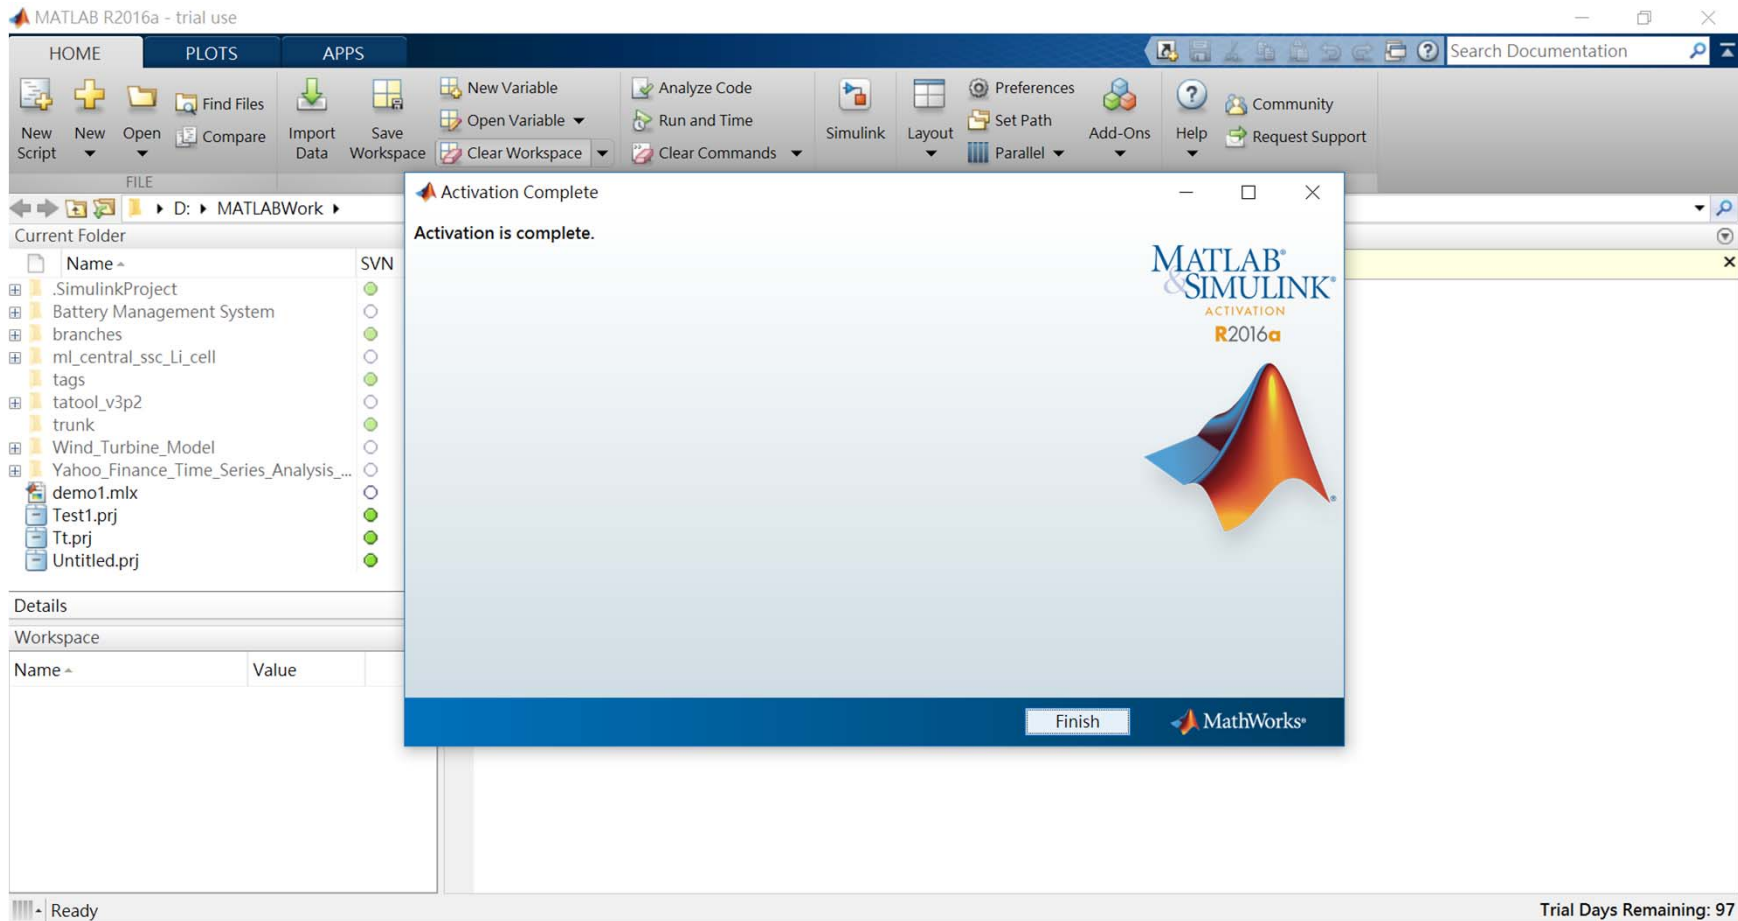 MATLAB R2016a - trial use
HOME PLOTS APPS
Search Documentation
New Script
New
Open
Find Files
Compare
Import Data
Save Workspace
New Variable
Open Variable
Clear Workspace
Analyze Code
Run and Time
Clear Commands
Simulink
Layout
Preferences
Set Path
Parallel
Add-Ons
Help
Community
Request Support
FILE
D: MATLABWork
Current Folder
Name SVN
.SimulinkProject
Battery Management System
branches
ml_central_ssc_Li_cell
tags
tatool_v3p2
trunk
Wind_Turbine_Model
Yahoo_Finance_Time_Series_Analysis_...
demo1.mlx
Test1.prj
Tt.prj
Untitled.prj
Details
Workspace
Name Value
Activation Complete
Activation is complete.
MATLAB®
&SIMULINK®
ACTIVATION
R2016a
®
Finish
MathWorks®
Ready
Trial Days Remaining: 97